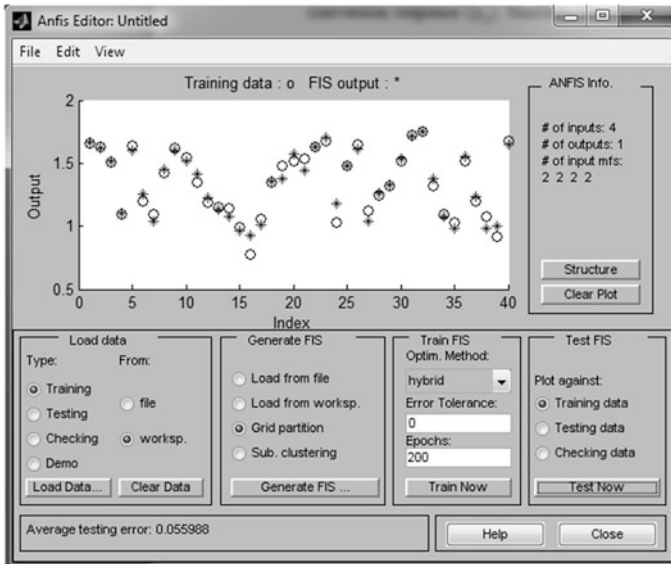 Anfis Editor: Untitled
File Edit View
Training data : o FIS output : *
Output
2
1.5
1
0.5
0 5 10 15 20 25 30 35 40
Index
ANFIS Info.
# of inputs: 4
# of outputs: 1
# of input mfs:
2 2 2 2
Structure
Clear Plot
Load data
Type: From:
Training
Testing
Checking
Demo
file
worksp.
Load Data... Clear Data
Generate FIS
Load from file
Load from worksp.
Grid partition
Sub. clustering
Generate FIS ...
Train FIS
Optim. Method:
hybrid
Error Tolerance:
0
Epochs:
200
Train Now
Test FIS
Plot against:
Training data
Testing data
Checking data
Test Now
Average testing error: 0.055988
Help Close